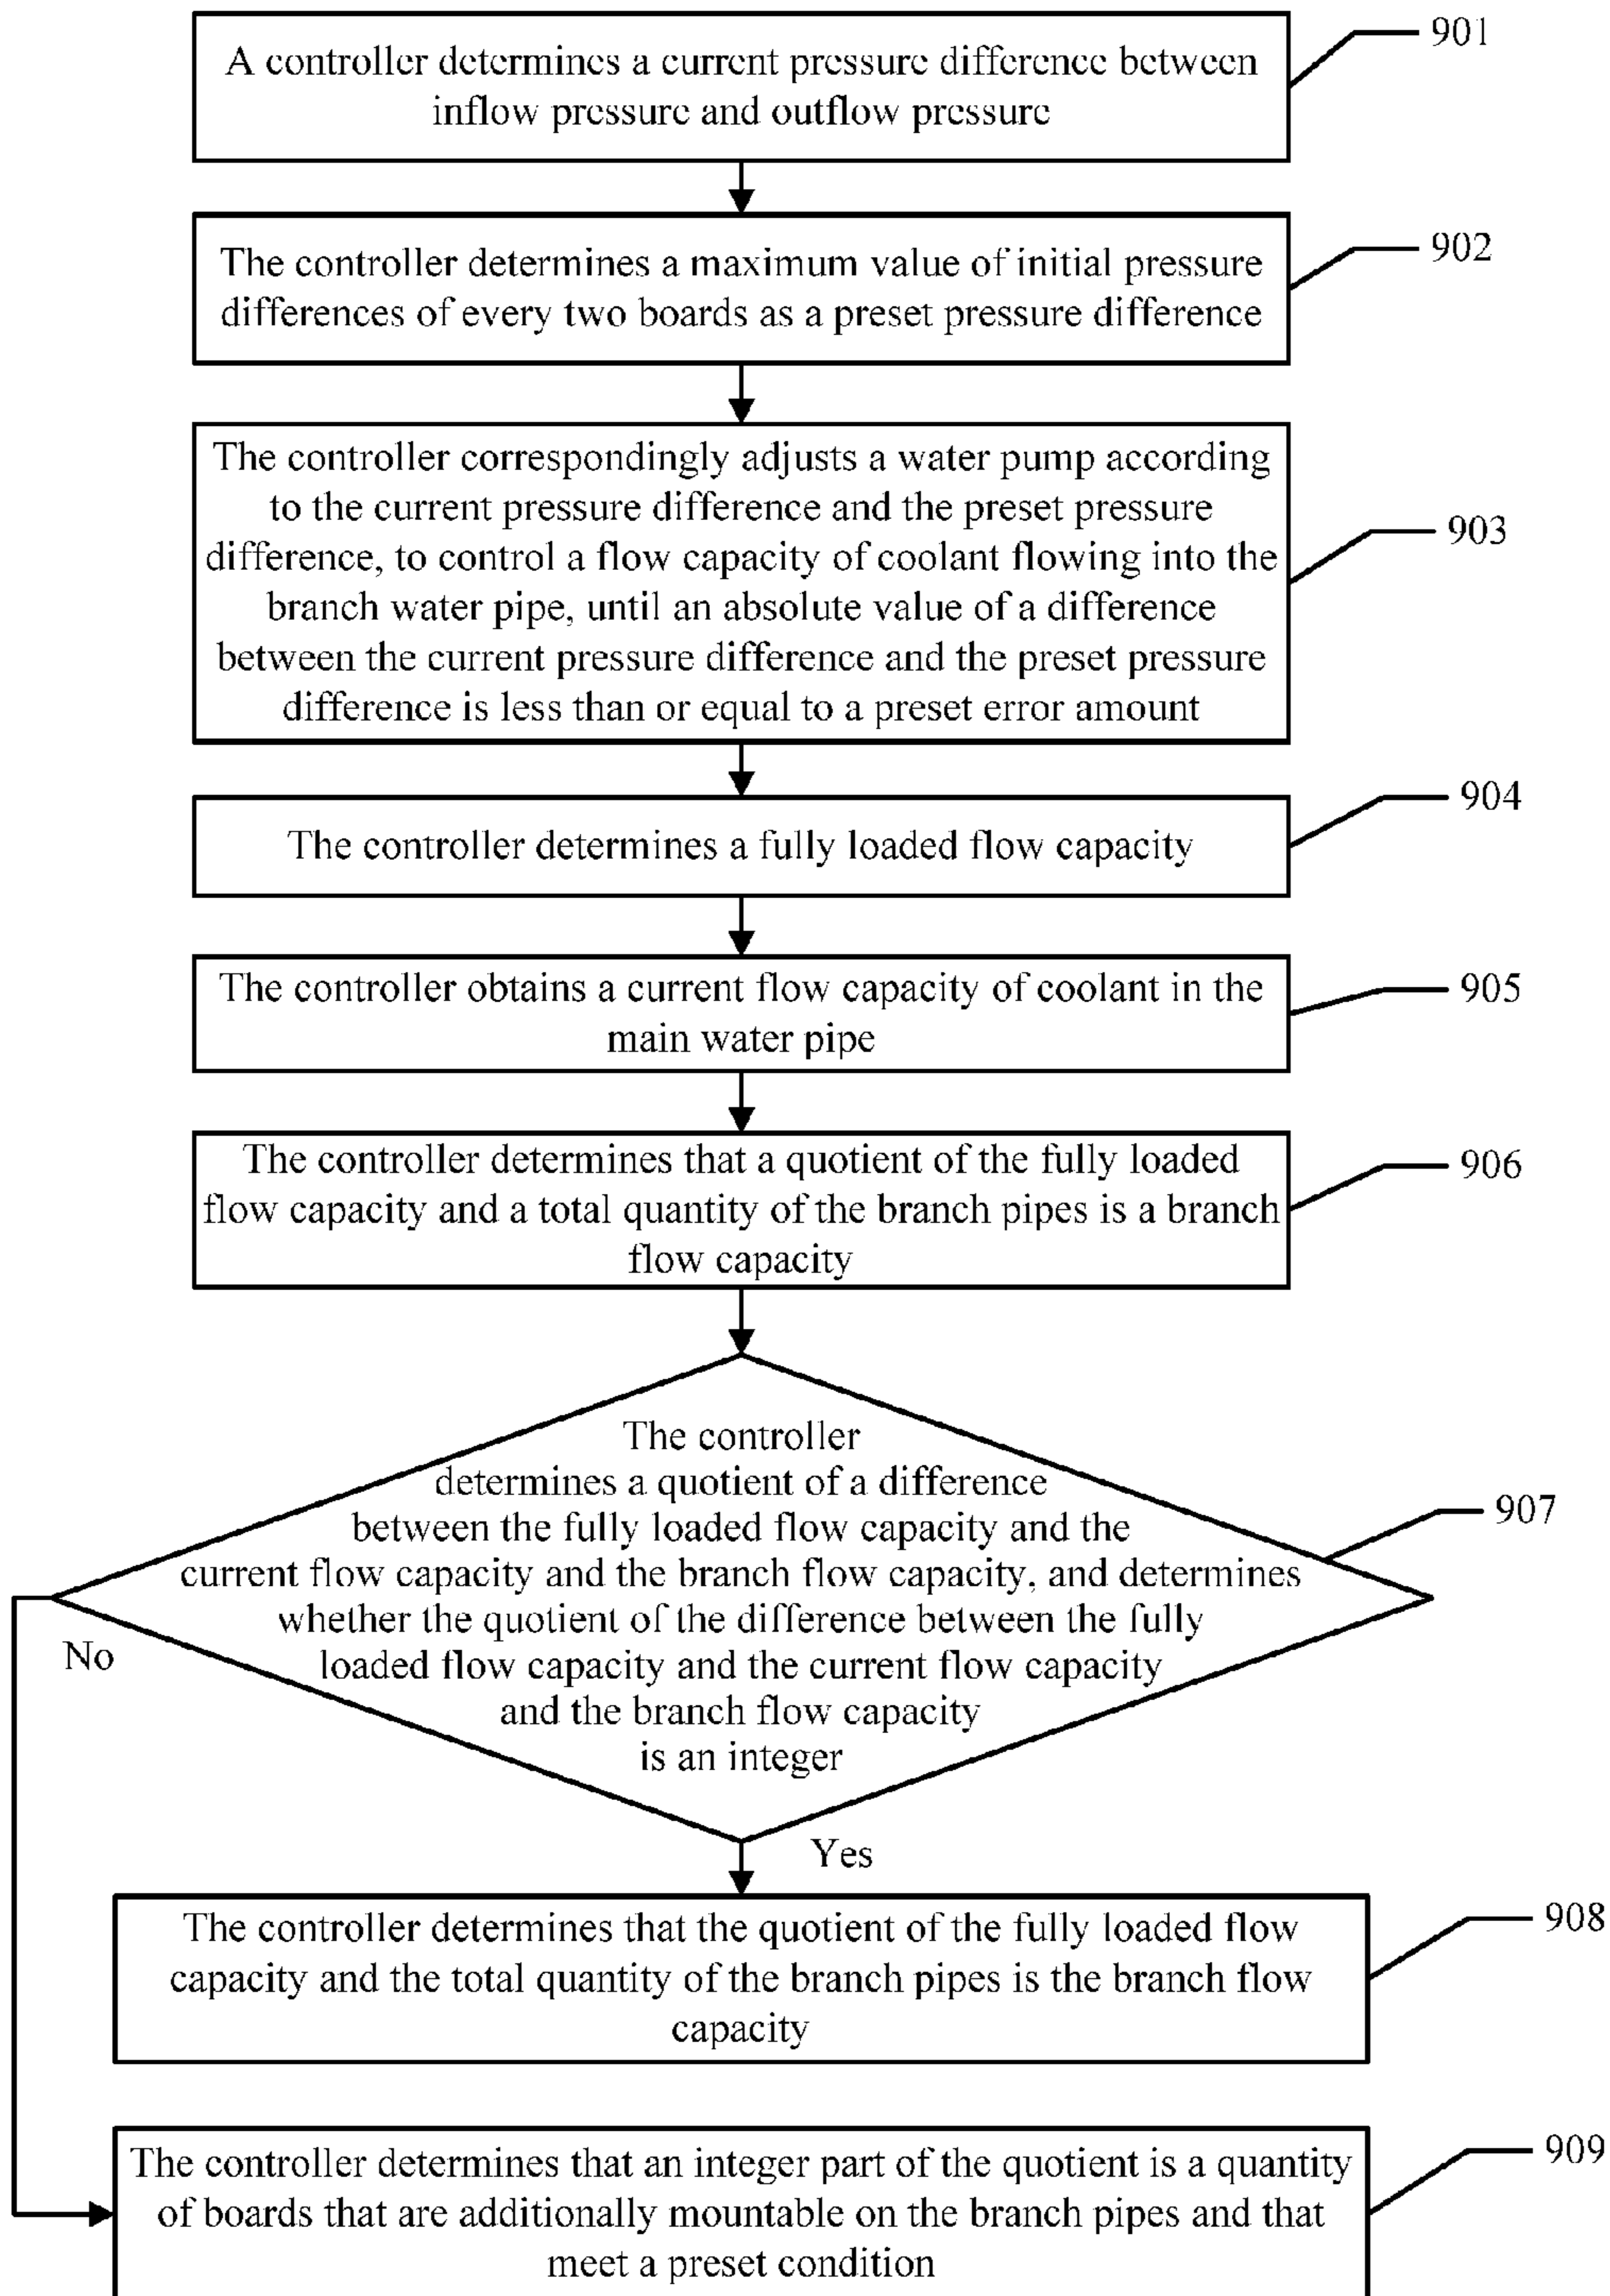 A controller determines a current pressure difference between
inflow pressure and outflow pressure
901
The controller determines a maximum value of initial pressure
differences of every two boards as a preset pressure difference
902
The controller correspondingly adjusts a water pump according
to the current pressure difference and the preset pressure
difference, to control a flow capacity of coolant flowing into the
branch water pipe, until an absolute value of a difference
between the current pressure difference and the preset pressure
difference is less than or equal to a preset error amount
903
The controller determines a fully loaded flow capacity
904
The controller obtains a current flow capacity of coolant in the
main water pipe
905
The controller determines that a quotient of the fully loaded
flow capacity and a total quantity of the branch pipes is a branch
flow capacity
906
The controller
determines a quotient of a difference
between the fully loaded flow capacity and the
current flow capacity and the branch flow capacity, and determines
whether the quotient of the difference between the fully
loaded flow capacity and the current flow capacity
and the branch flow capacity
is an integer
907
No
Yes
The controller determines that the quotient of the fully loaded flow
capacity and the total quantity of the branch pipes is the branch flow
capacity
908
The controller determines that an integer part of the quotient is a quantity
of boards that are additionally mountable on the branch pipes and that
meet a preset condition
909